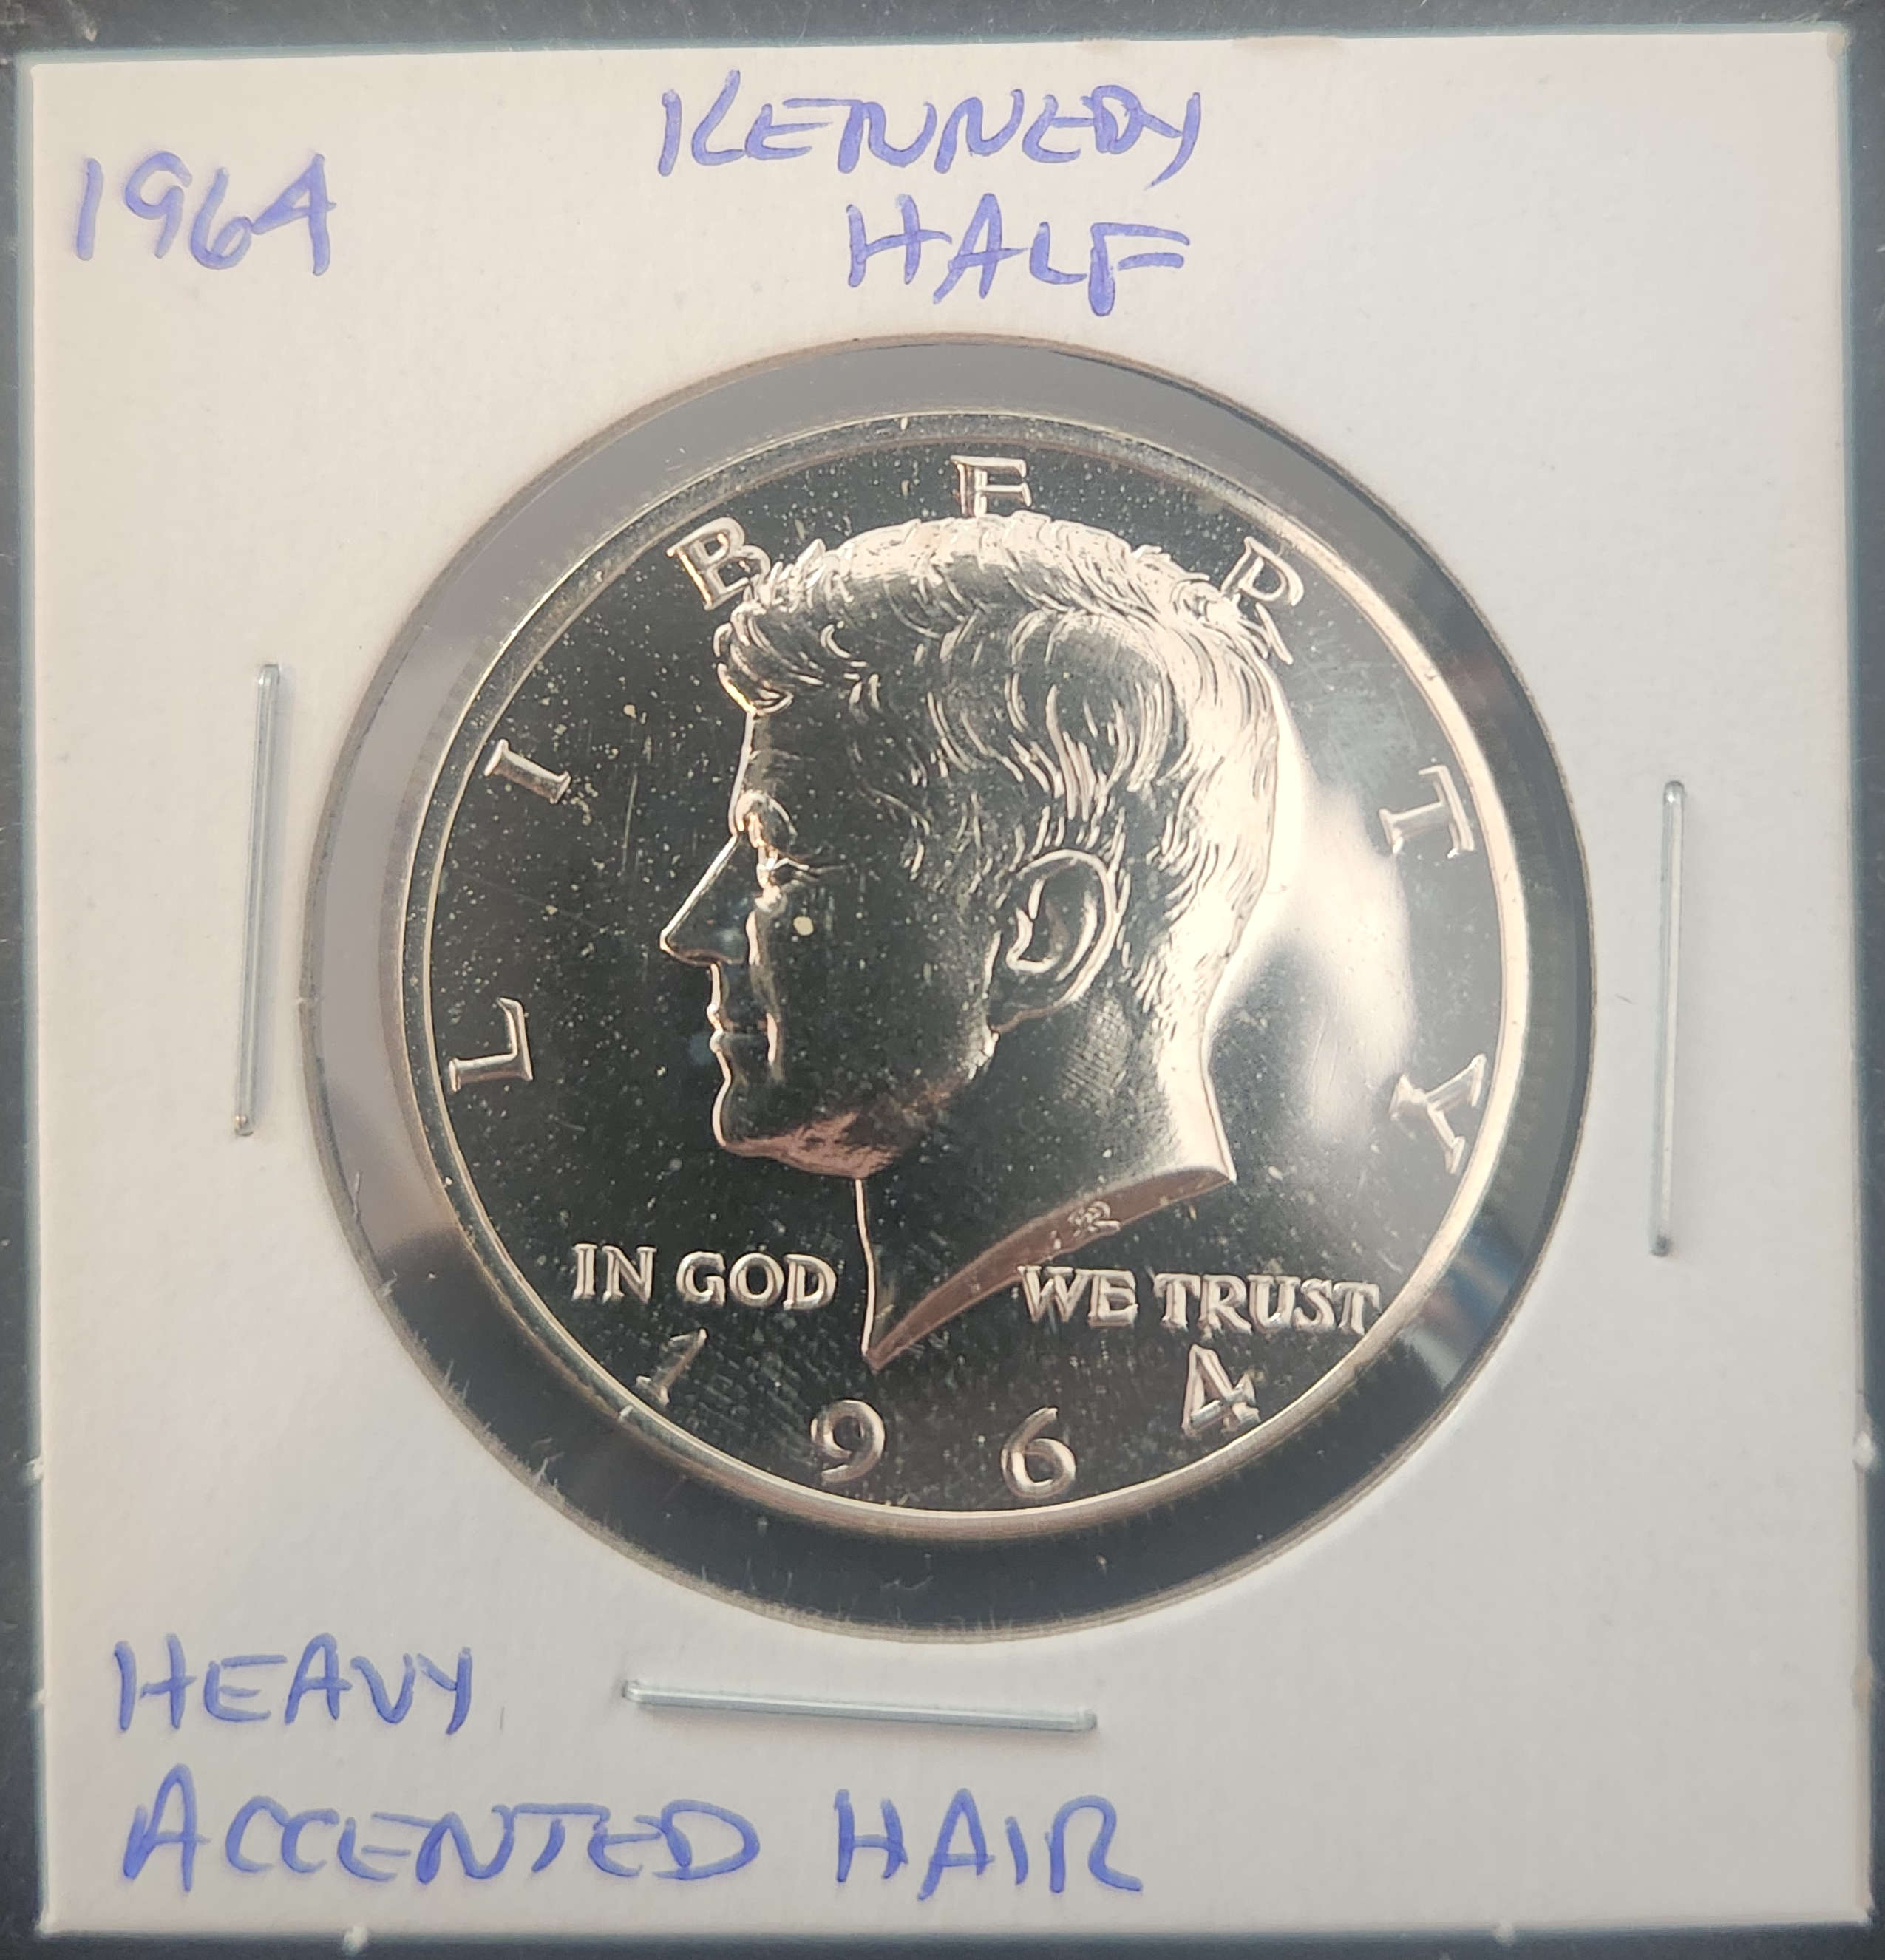 1964
KENNEDY
HALF
LIBERTY
IN GOD WE TRUST
1964
HEAVY
ACCENTED HAIR